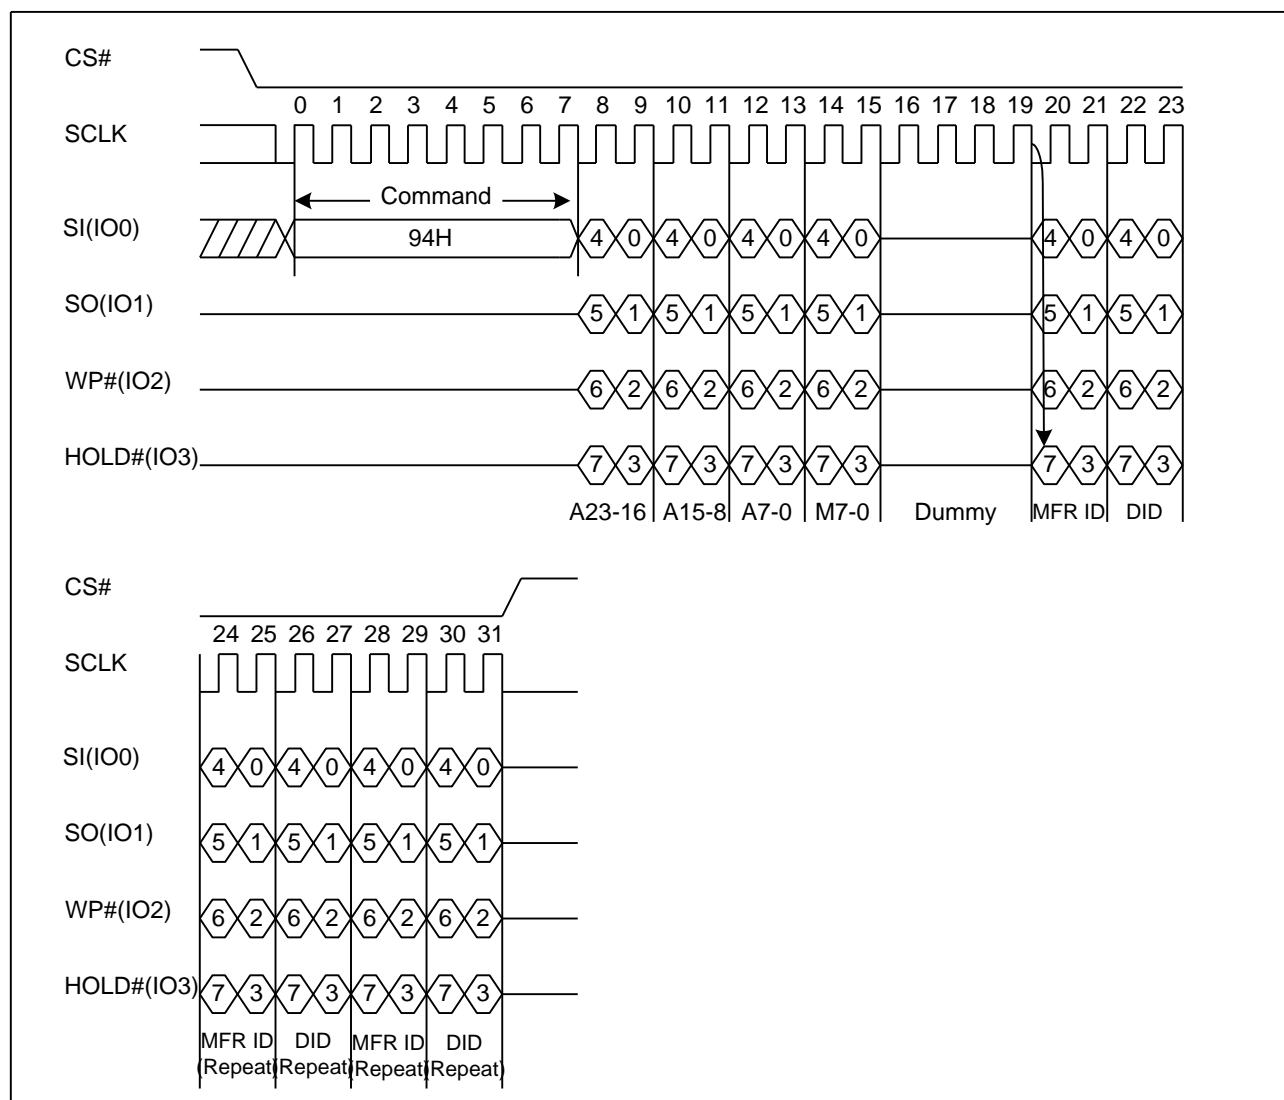 CS#
0 1 2 3 4 5 6 7 8 9 10 11 12 13 14 15 16 17 18 19 20 21 22 23
SCLK
Command
SI(IO0) 94H 4 0 4 0 4 0 4 0 4 0 4 0
SO(IO1) 5 1 5 1 5 1 5 1 5 1 5 1
WP#(IO2) 6 2 6 2 6 2 6 2 6 2 6 2
HOLD#(IO3) 7 3 7 3 7 3 7 3 7 3 7 3
A23-16 A15-8 A7-0 M7-0 Dummy MFR ID DID
CS#
24 25 26 27 28 29 30 31
SCLK
SI(IO0) 4 0 4 0 4 0 4 0
SO(IO1) 5 1 5 1 5 1 5 1
WP#(IO2) 6 2 6 2 6 2 6 2
HOLD#(IO3) 7 3 7 3 7 3 7 3
MFR ID DID MFR ID DID
(Repeat) (Repeat) (Repeat) (Repeat)